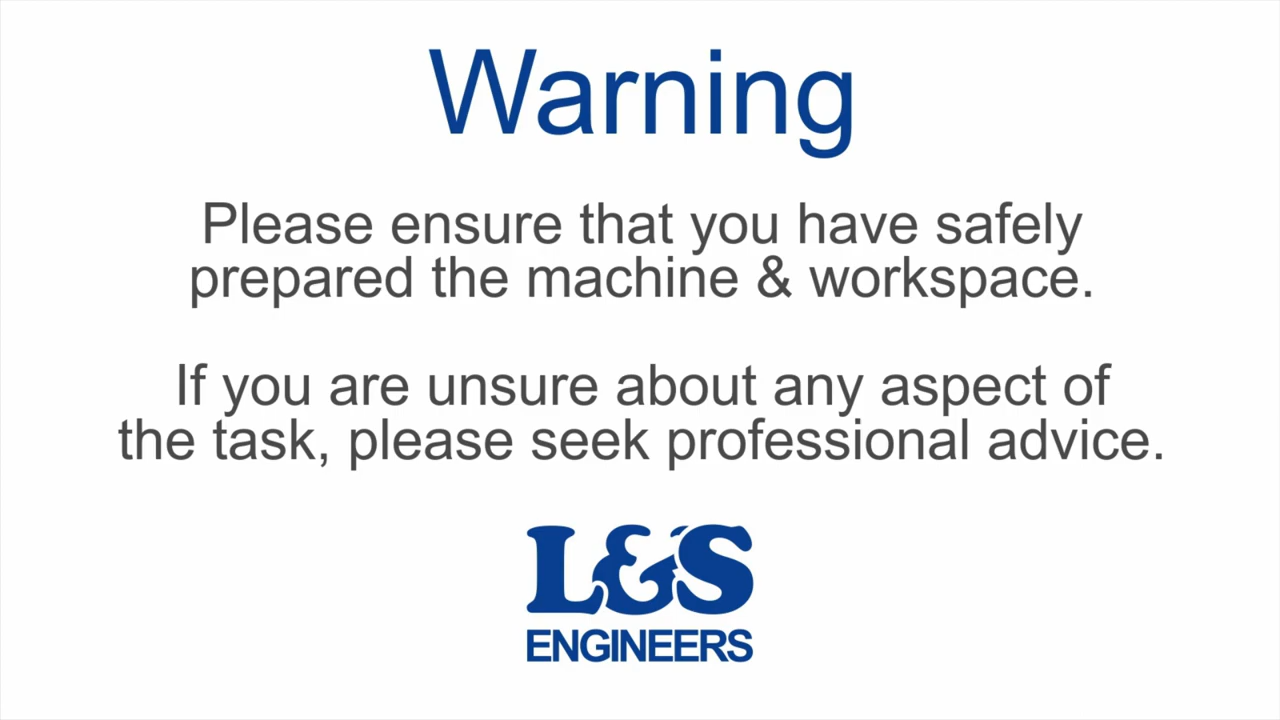 Warning
Please ensure that you have safely
prepared the machine & workspace.
If you are unsure about any aspect of
the task, please seek professional advice.
L&S
ENGINEERS